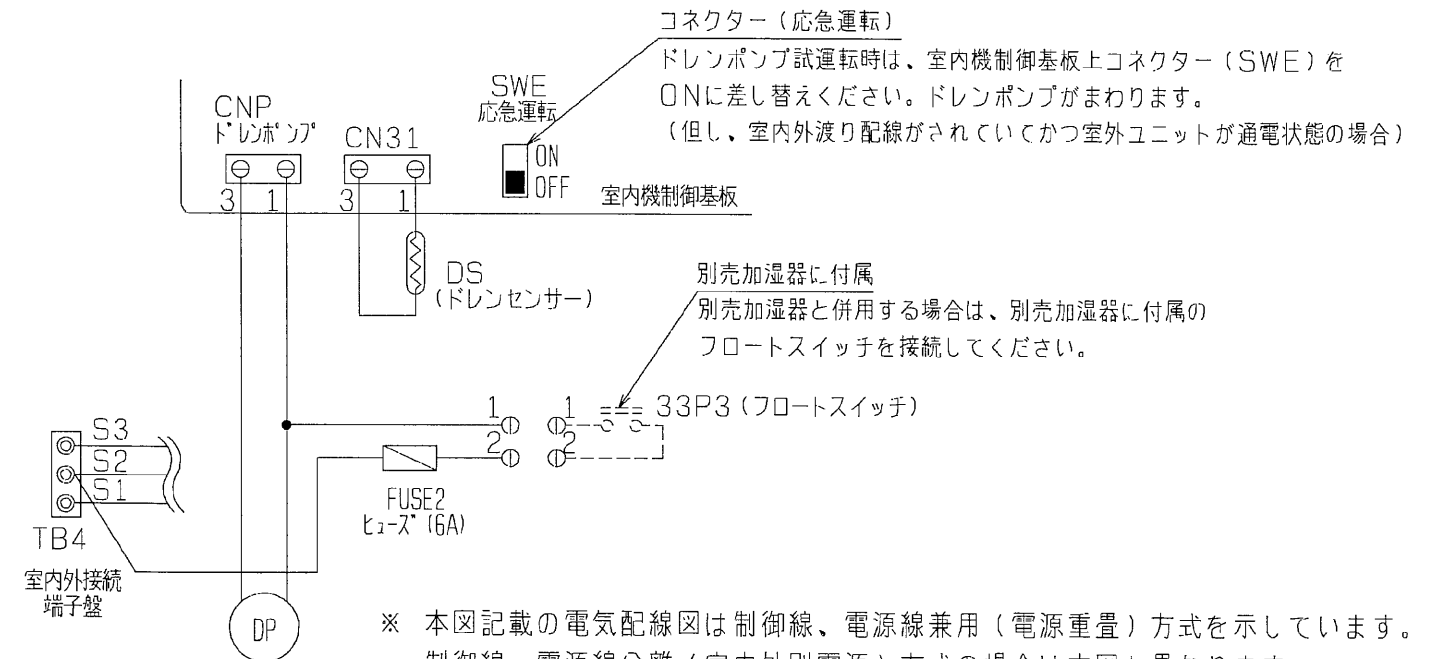 コネクター（応急運転）
ドレンポンプ試運転時は、室内機制御基板上コネクター（SWE）を
ONに差し替えください。ドレンポンプがまわります。
（但し、室内外渡り配線がされていてかつ室外ユニットが通電状態の場合）
CNP
ドレンポンプ
CN31
SWE
応急運転
ON
OFF
3 1
3 1
室内機制御基板
DS
（ドレンセンサー）
別売加湿器に付属
別売加湿器と併用する場合は、別売加湿器に付属の
フロートスイッチを接続してください。
1 1 33P3（フロートスイッチ）
2 2
S3
S2
S1
TB4
室内外接続
端子盤
FUSE2
ヒューズ（6A）
DP
※ 本図記載の電気配線図は制御線、電源線兼用（電源重畳）方式を示しています。